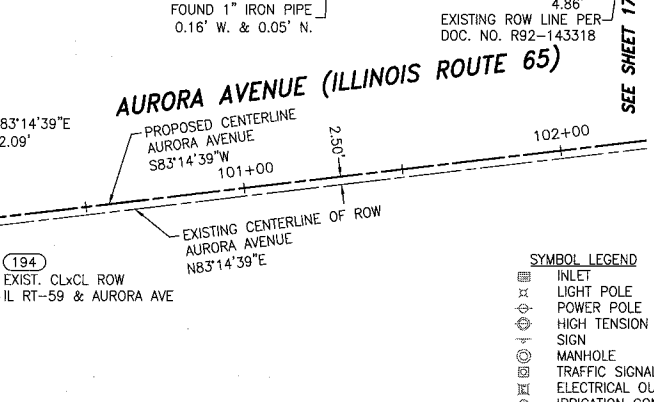 FOUND 1" IRON PIPE
0.16' W. & 0.05' N.
4.86'
EXISTING ROW LINE PER
DOC. NO. R92-143318
SEE SHEET 17
AURORA AVENUE (ILLINOIS ROUTE 65)
83°14'39"E
2.09'
PROPOSED CENTERLINE
AURORA AVENUE
S83°14'39"W
101+00
2.50'
102+00
EXISTING CENTERLINE OF ROW
AURORA AVENUE
N83°14'39"E
194
EXIST. CLxCL ROW
IL RT-59 & AURORA AVE
SYMBOL LEGEND
INLET
LIGHT POLE
POWER POLE
HIGH TENSION
SIGN
MANHOLE
TRAFFIC SIGNAL
ELECTRICAL OU
IRRIGATION CON